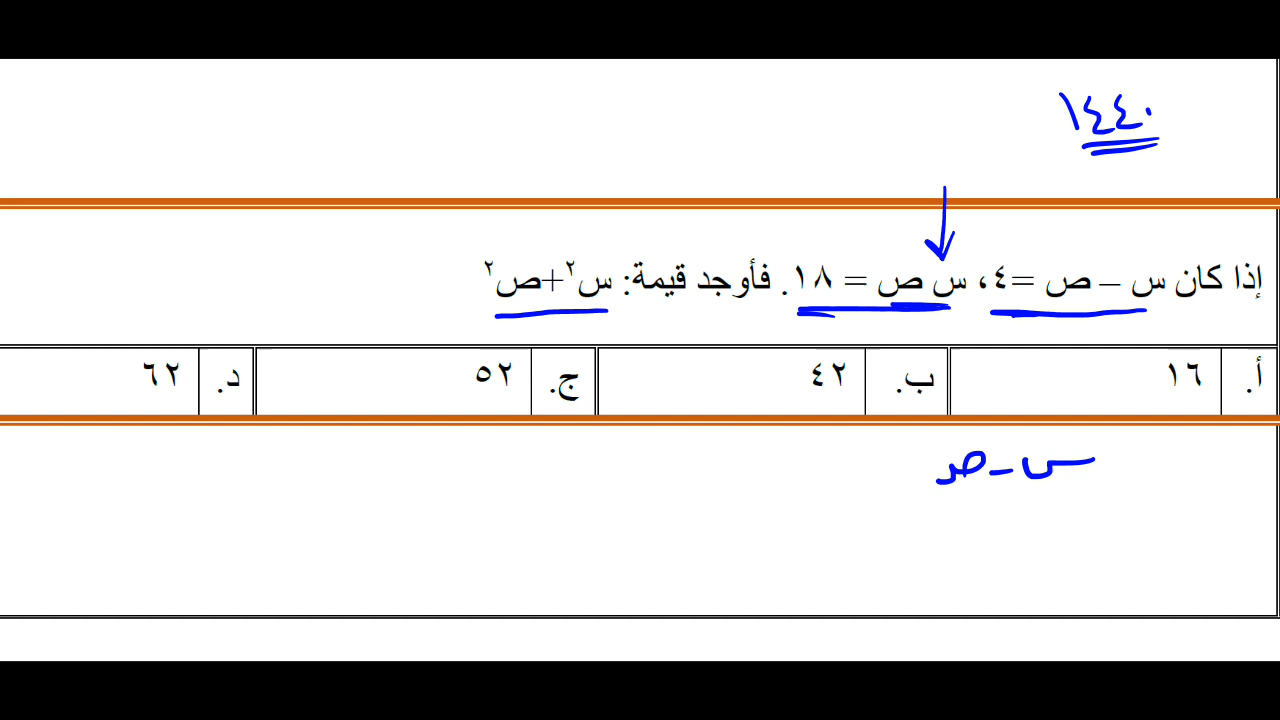 ١٤٤٠
إذا كان س – ص =٤، س ص = ١٨. فأوجد قيمة: س٢+ص٢
أ. ١٦ ب. ٤٢ ج. ٥٢ د. ٦٢
س - ص